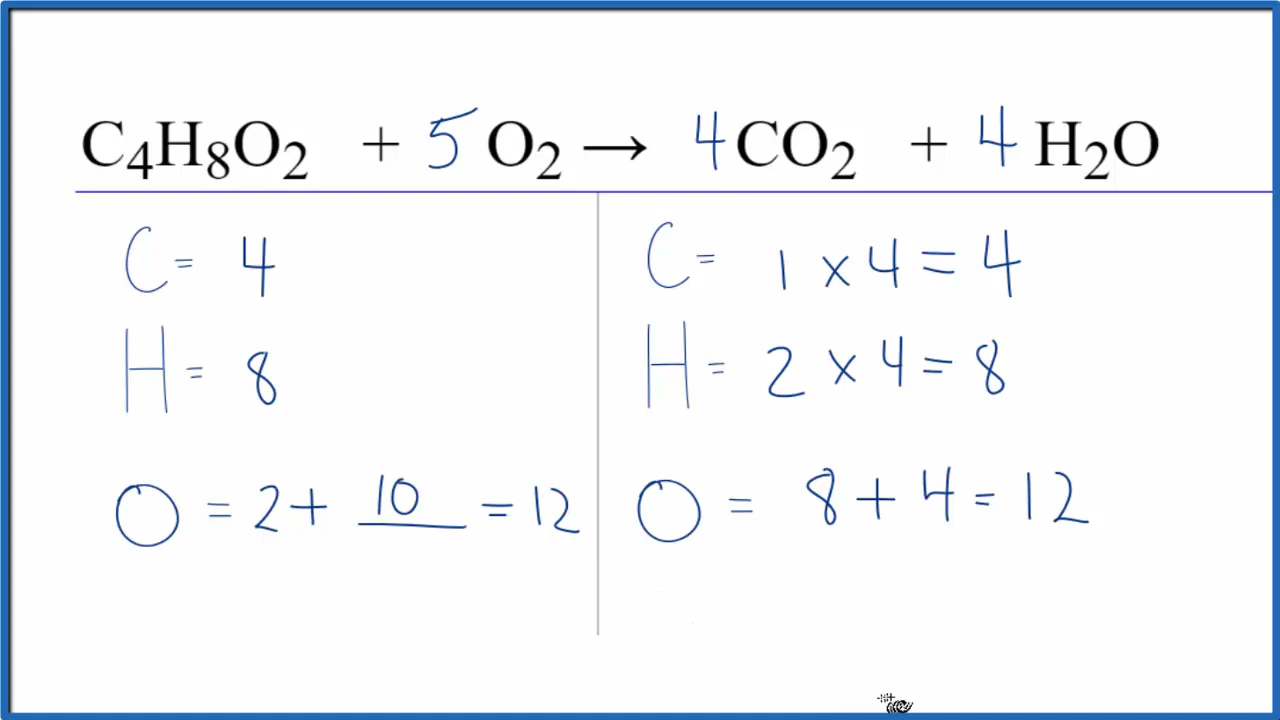 C₄H₈O₂ + 5 O₂ → 4 CO₂ + 4 H₂O
C = 4
H = 8
O = 2 + 10 = 12
C = 1 x 4 = 4
H = 2 x 4 = 8
O = 8 + 4 = 12